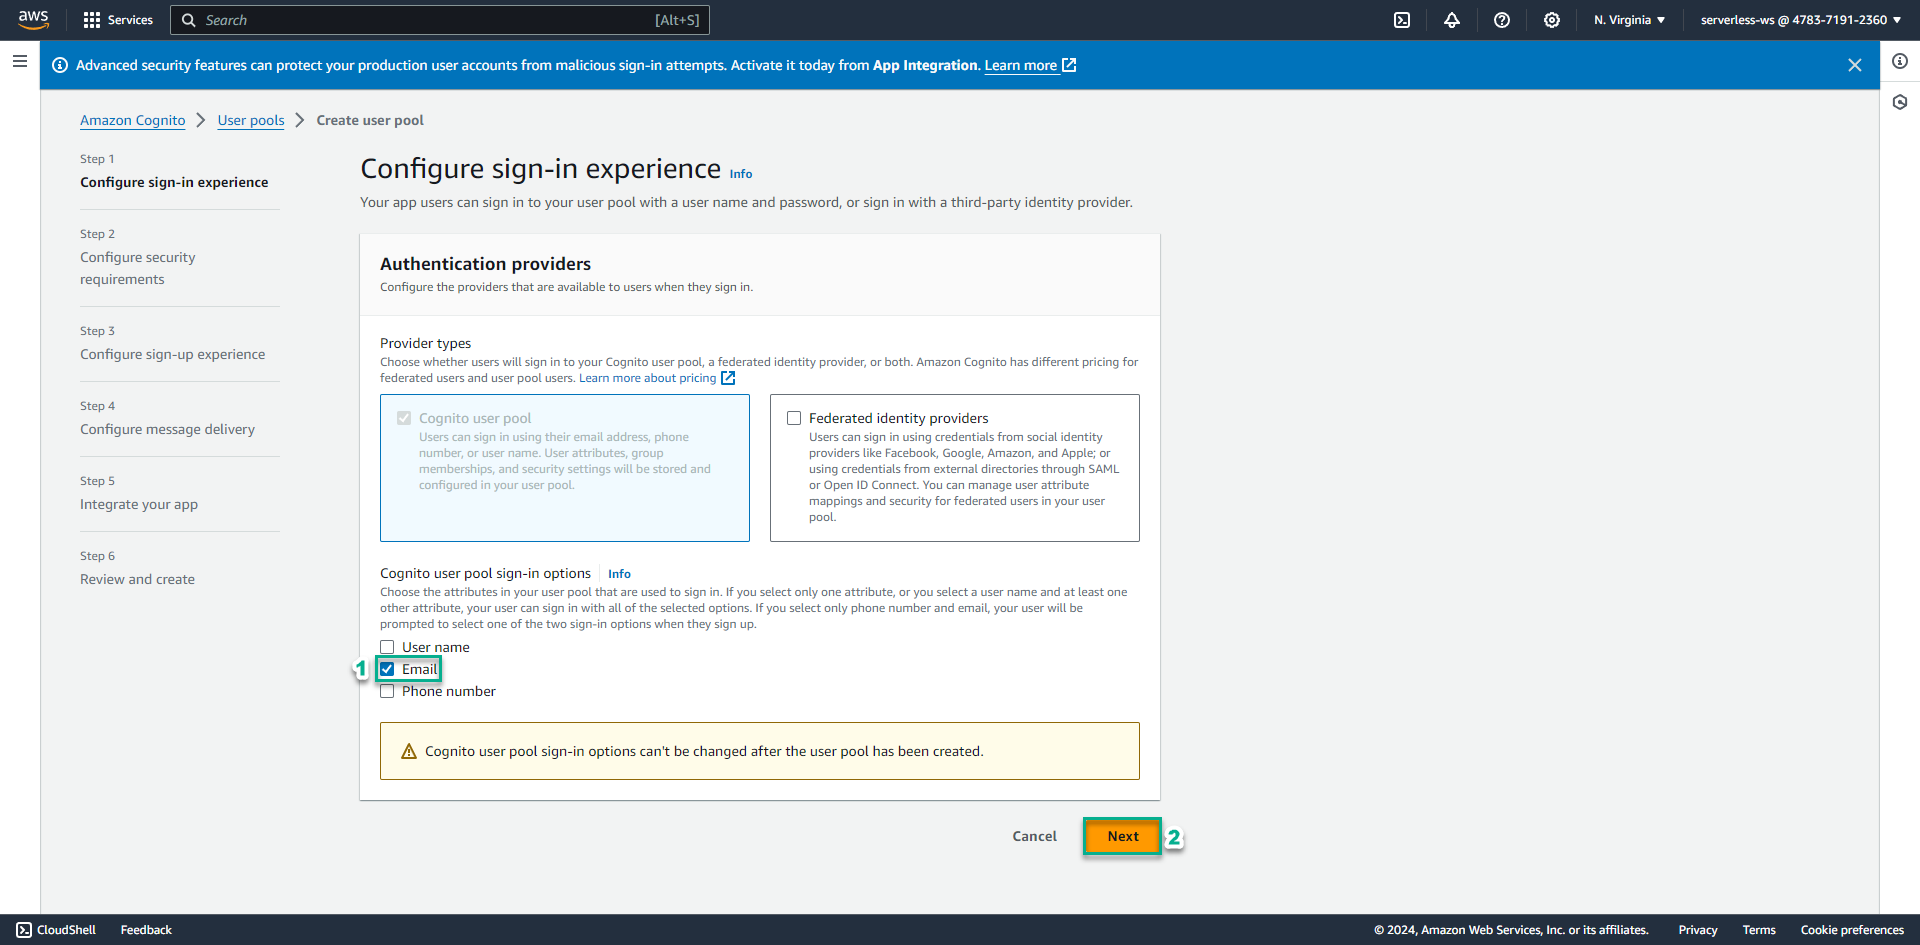 aws
Services
Search
[Alt+S]
N. Virginia
serverless-ws @ 4783-7191-2360
Advanced security features can protect your production user accounts from malicious sign-in attempts. Activate it today from App Integration. Learn more
Amazon Cognito
User pools
Create user pool
Step 1
Configure sign-in experience
Step 2
Configure security
requirements
Step 3
Configure sign-up experience
Step 4
Configure message delivery
Step 5
Integrate your app
Step 6
Review and create
Configure sign-in experience Info
Your app users can sign in to your user pool with a user name and password, or sign in with a third-party identity provider.
Authentication providers
Configure the providers that are available to users when they sign in.
Provider types
Choose whether users will sign in to your Cognito user pool, a federated identity provider, or both. Amazon Cognito has different pricing for
federated users and user pool users. Learn more about pricing
Cognito user pool
Users can sign in using their email address, phone
number, or user name. User attributes, group
memberships, and security settings will be stored and
configured in your user pool.
Federated identity providers
Users can sign in using credentials from social identity
providers like Facebook, Google, Amazon, and Apple; or
using credentials from external directories through SAML
or Open ID Connect. You can manage user attribute
mappings and security for federated users in your user
pool.
Cognito user pool sign-in options
Info
Choose the attributes in your user pool that are used to sign in. If you select only one attribute, or you select a user name and at least one
other attribute, your user can sign in with all of the selected options. If you select only phone number and email, your user will be
prompted to select one of the two sign-in options when they sign up.
User name
1
Email
Phone number
Cognito user pool sign-in options can't be changed after the user pool has been created.
Cancel
Next
2
CloudShell
Feedback
© 2024, Amazon Web Services, Inc. or its affiliates.
Privacy
Terms
Cookie preferences